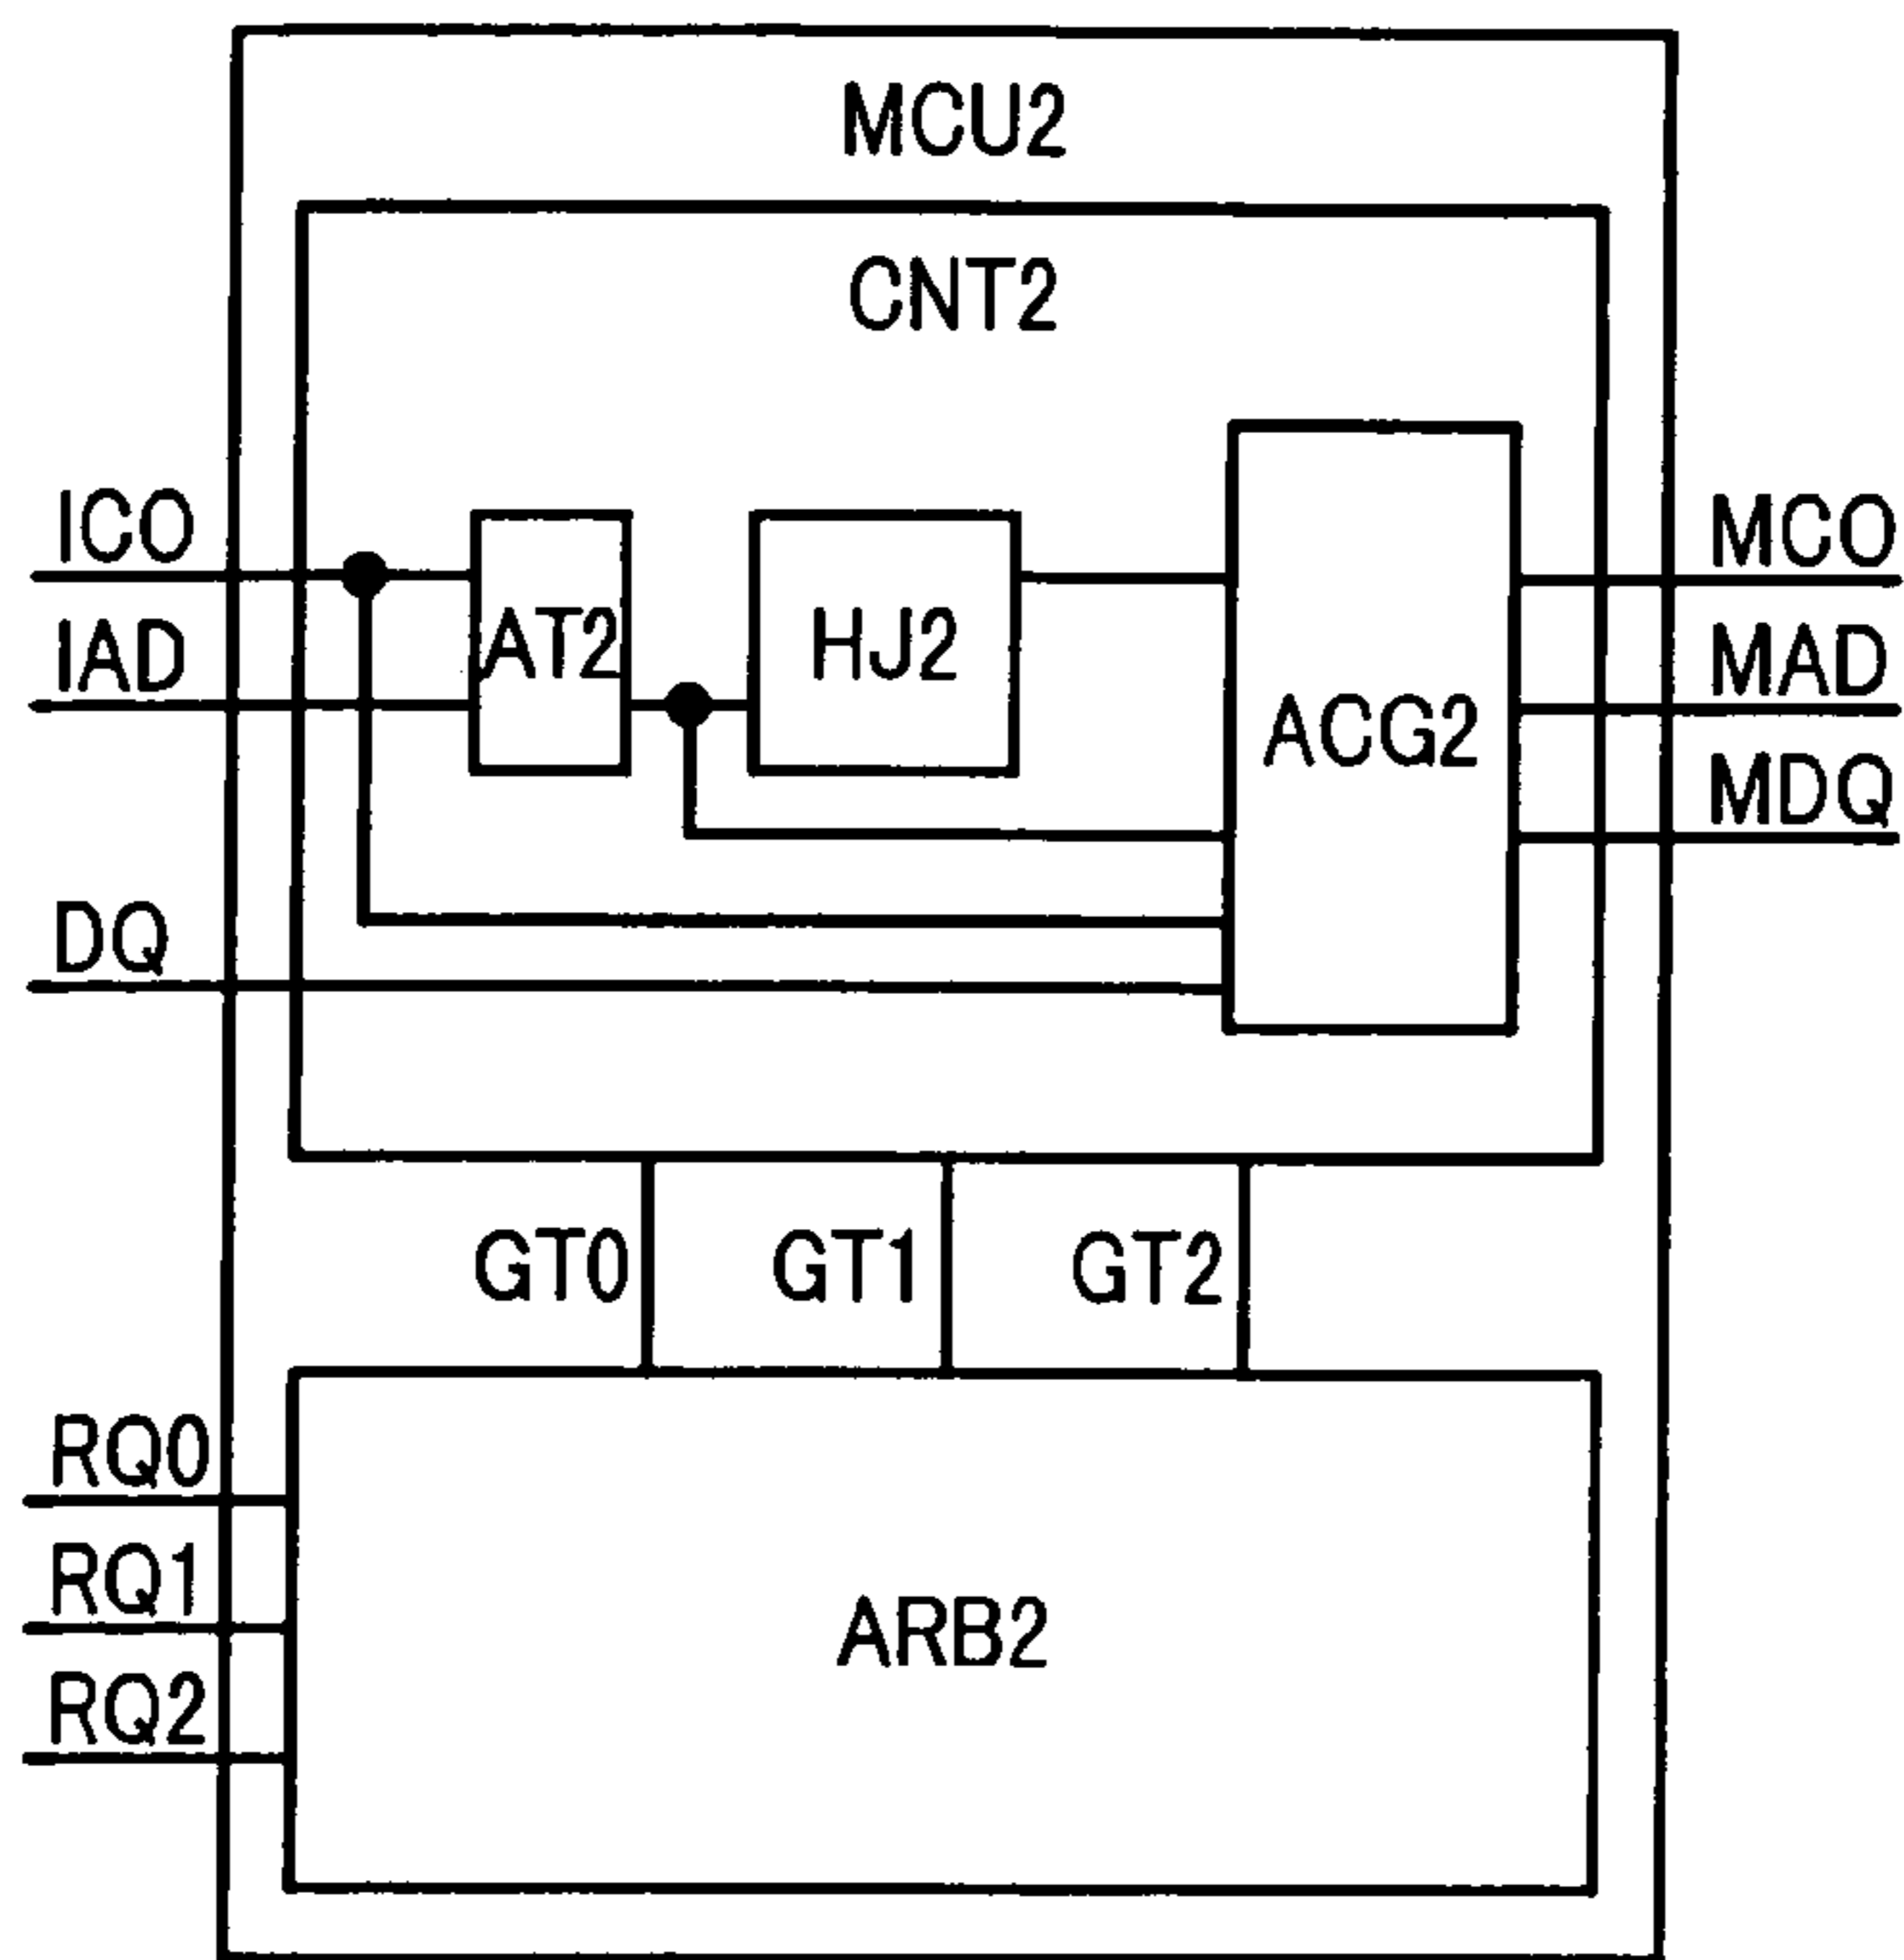 MCU2
CNT2
ICO
IAD
DQ
AT2
HJ2
ACG2
MCO
MAD
MDQ
GT0
GT1
GT2
RQ0
RQ1
RQ2
ARB2